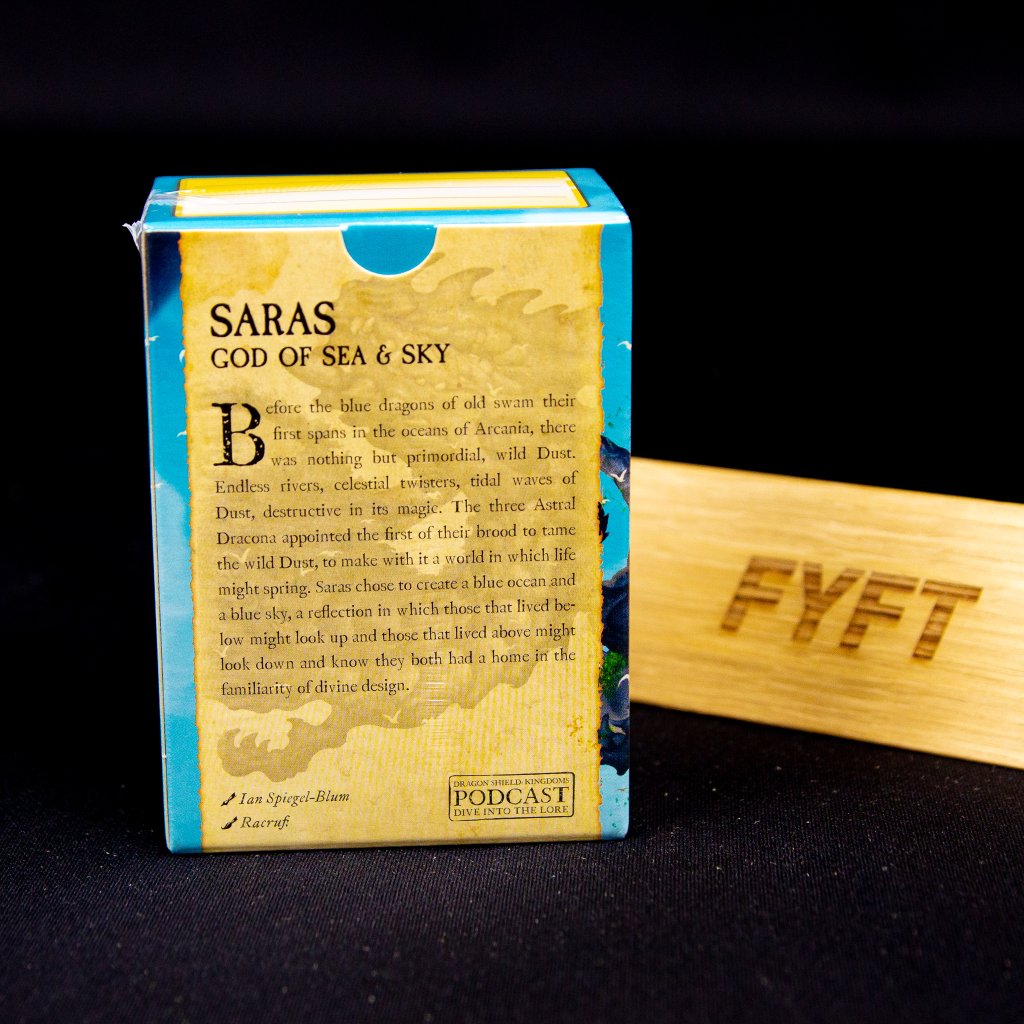 SARAS
GOD OF SEA & SKY
Before the blue dragons of old swam their
first spans in the oceans of Arcania, there
was nothing but primordial, wild Dust.
Endless rivers, celestial twisters, tidal waves of
Dust, destructive in its magic. The three Astral
Dracona appointed the first of their brood to tame
the wild Dust, to make with it a world in which life
might spring. Saras chose to create a blue ocean and
a blue sky, a reflection in which those that lived be-
low might look up and those that lived above might
look down and know they both had a home in the
familiarity of divine design.
Ian Spiegel-Blum
Racrufi
DRAGON SHIELD·KINGDOMS
PODCAST
DIVE INTO THE LORE
FYFT